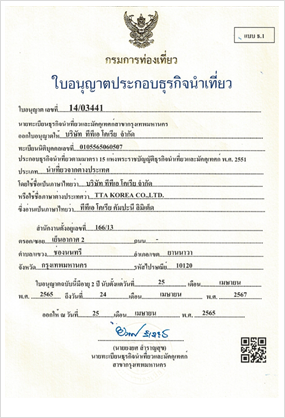 แบบ ธ.1
กรมการท่องเที่ยว
ใบอนุญาตประกอบธุรกิจนำเที่ยว
ใบอนุญาต เลขที่ 14/03441
นายทะเบียนธุรกิจนำเที่ยวและมัคคุเทศก์สาขากรุงเทพมหานคร
ออกใบอนุญาตให้ บริษัท ทีทีเอ โคเรีย จำกัด
ทะเบียนนิติบุคคลเลขที่ 0105565060507
ประกอบธุรกิจนำเที่ยวตามมาตรา 15 แห่งพระราชบัญญัติธุรกิจนำเที่ยวและมัคคุเทศก์ พ.ศ. 2551
ประเภท นำเที่ยวจากต่างประเทศ
โดยใช้ชื่อเป็นภาษาไทยว่า บริษัท ทีทีเอ โคเรีย จำกัด
หรือใช้ชื่อภาษาต่างประเทศว่า TTA KOREA CO.,LTD.
ซึ่งอ่านเป็นภาษาไทยว่า ทีทีเอ โคเรีย คัมปะนี ลิมิเต็ด
สำนักงานตั้งอยู่เลขที่ 166/13
ตรอก/ซอย เย็นอากาศ 2 ถนน -
ตำบล/แขวง ช่องนนทรี อำเภอ/เขต ยานนาวา
จังหวัด กรุงเทพมหานคร รหัสไปรษณีย์ 10120
ใบอนุญาตฉบับนี้มีอายุ 2 ปี นับตั้งแต่วันที่ 25 เดือน เมษายน
พ.ศ. 2565 ถึงวันที่ 24 เดือน เมษายน พ.ศ. 2567
ออกให้ ณ วันที่ 25 เดือน เมษายน พ.ศ. 2565
นายทะเบียนธุรกิจนำเที่ยวและมัคคุเทศก์
สาขากรุงเทพมหานคร